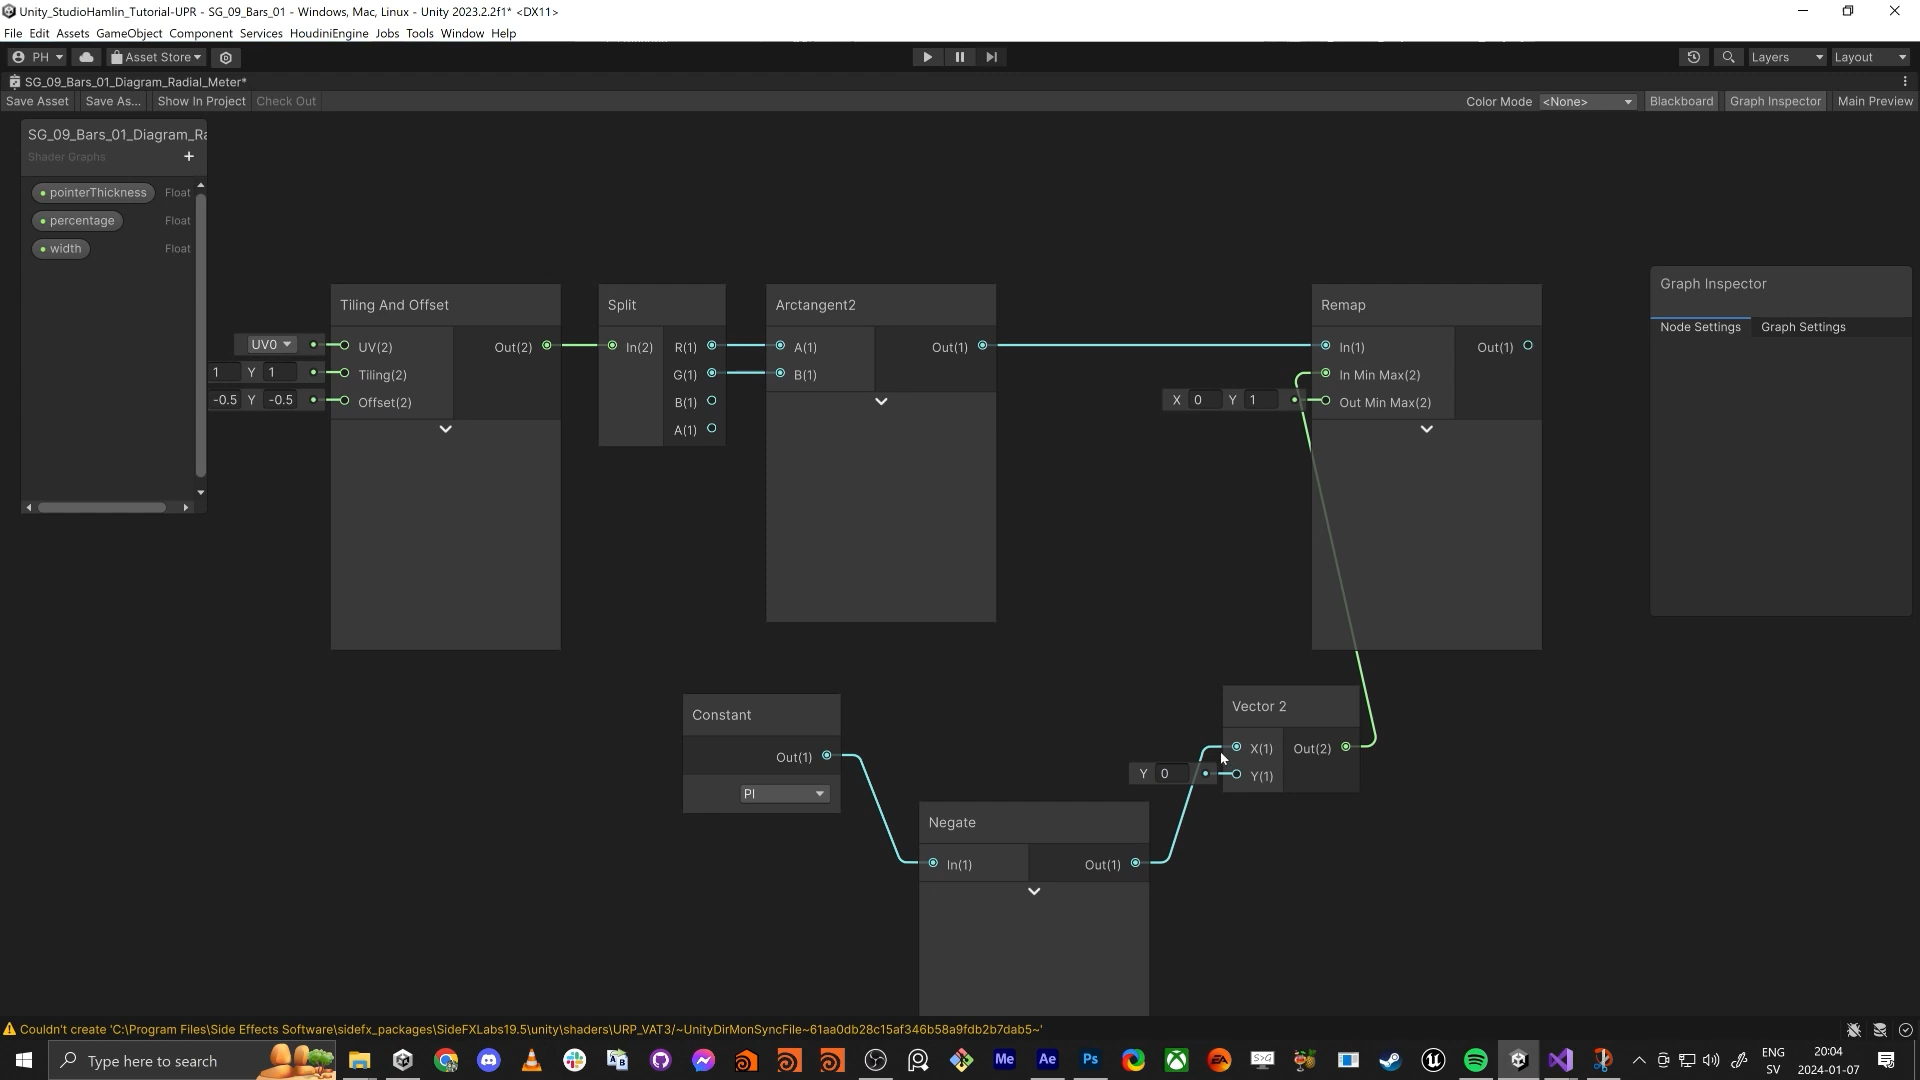 Unity_StudioHamlin_Tutorial-UPR - SG_09_Bars_01 - Windows, Mac, Linux - Unity 2023.2.2f1* <DX11>
File Edit Assets GameObject Component Services HoudiniEngine Jobs Tools Window Help
PH Asset Store Layers Layout
SG_09_Bars_01_Diagram_Radial_Meter*
Save Asset Save As... Show In Project Check Out Color Mode <None> Blackboard Graph Inspector Main Preview
SG_09_Bars_01_Diagram_Ra
Shader Graphs +
pointerThickness Float
percentage Float
width Float
Tiling And Offset
UV0 UV(2) Out(2)
1 Y 1 Tiling(2)
-0.5 Y -0.5 Offset(2)
Split
In(2) R(1)
G(1)
B(1)
A(1)
Arctangent2
A(1) Out(1)
B(1)
Remap
In(1) Out(1)
In Min Max(2)
X 0 Y 1 Out Min Max(2)
Graph Inspector
Node Settings Graph Settings
Constant
Out(1)
PI
Negate
In(1) Out(1)
Vector 2
X(1) Out(2)
Y 0 Y(1)
Couldn't create 'C:\Program Files\Side Effects Software\sidefx_packages\SideFXLabs19.5\unity\shaders\URP_VAT3/~UnityDirMonSyncFile~61aa0db28c15af346b58a9fdb2b7dab5~'
Type here to search
Me Ae Ps EA
ENG
SV
20:04
2024-01-07